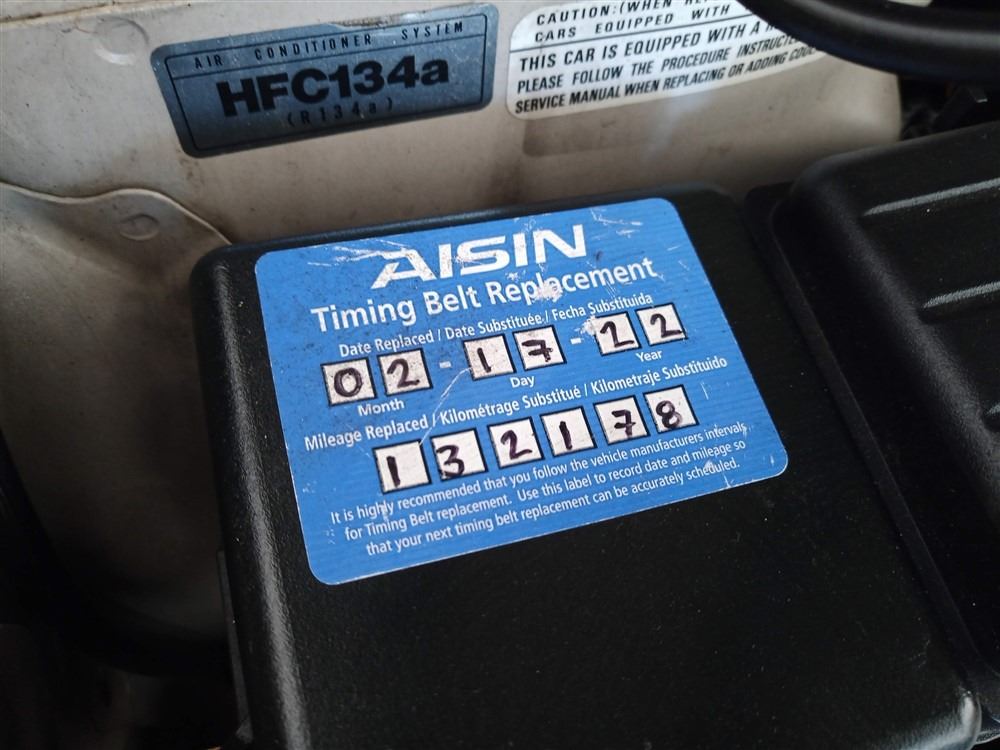 AIR CONDITIONER SYSTEM
HFC134a
(R134a)
CAUTION:(WHEN
CARS EQUIPPED WITH
THIS CAR IS EQUIPPED WITH A
PLEASE FOLLOW THE PROCEDURE
SERVICE MANUAL WHEN REPLACING OR ADDING
AISIN
Timing Belt Replacement
Date Replaced / Date Substituée / Fecha Substituida
02-17-22
Month Day Year
Mileage Replaced / Kilométrage Substitué / Kilometraje Substituido
132178
It is highly recommended that you follow the vehicle manufacturers intervals
for Timing Belt replacement. Use this label to record date and mileage so
that your next timing belt replacement can be accurately scheduled.